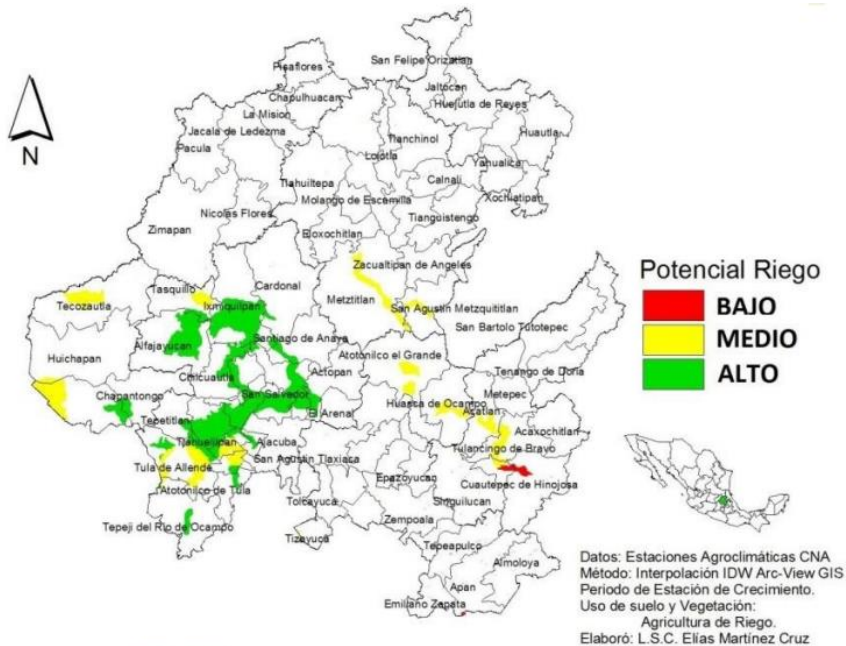 San Felipe Orizatlan
Pisaflores
Jaltocan
Chapulhuacan
Huejutla de Reyes
La Mision
Jacala de Ledezma
Tlanchinol
Huautla
Pacula
Lolotla
Yahualica
N
Tlahuiltepa
Calnali
Molango de Escamilla
Xochiatipan
Nicolas Flores
Tianguistengo
Zimapan
Eloxochitlan
Zacualtipan de Angeles
Potencial Riego
Tasquillo
Cardonal
Tecozautla
Ixmiquilpan
Metztitlan
San Agustin Metzquititlan
BAJO
San Bartolo Tutotepec
MEDIO
Alfajayucan
Santiago de Anaya
Huichapan
Atotonilco el Grande
ALTO
Chilcuautla
Actopan
Tenango de Doria
Chapantongo
San Salvador
Metepec
Huasca de Ocampo
Tepetitlan
El Arenal
Acatlan
Acaxochitlan
Tlahuelilpan
Ajacuba
Tulancingo de Bravo
Tula de Allende
San Agustin Tlaxiaca
Epazoyucan
Cuautepec de Hinojosa
Atotonilco de Tula
Tolcayuca
Singuilucan
Tepeji del Rio de Ocampo
Zempoala
Tizayuca
Tepeapulco
Almoloya
Apan
Emiliano Zapata
Datos: Estaciones Agroclimáticas CNA
Método: Interpolación IDW Arc-View GIS
Periodo de Estación de Crecimiento.
Uso de suelo y Vegetación:
Agricultura de Riego.
Elaboró: L.S.C. Elías Martínez Cruz